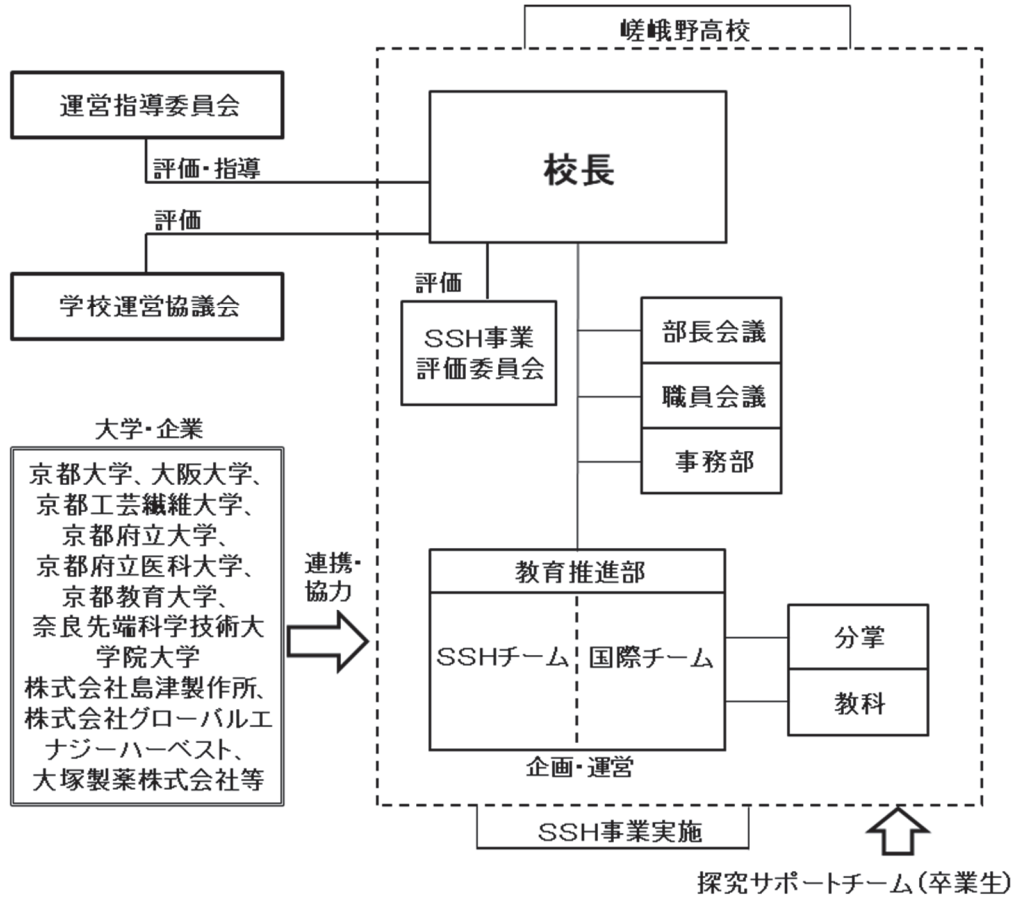 嵯峨野高校
運営指導委員会
評価・指導
校長
評価
学校運営協議会
評価
SSH事業
評価委員会
部長会議
職員会議
事務部
大学・企業
京都大学、大阪大学、
京都工芸繊維大学、
京都府立大学、
京都府立医科大学、
京都教育大学、
奈良先端科学技術大
学院大学
株式会社島津製作所、
株式会社グローバルエ
ナジーハーベスト、
大塚製薬株式会社等
連携・
協力
教育推進部
SSHチーム
国際チーム
分掌
教科
企画・運営
SSH事業実施
探究サポートチーム(卒業生)